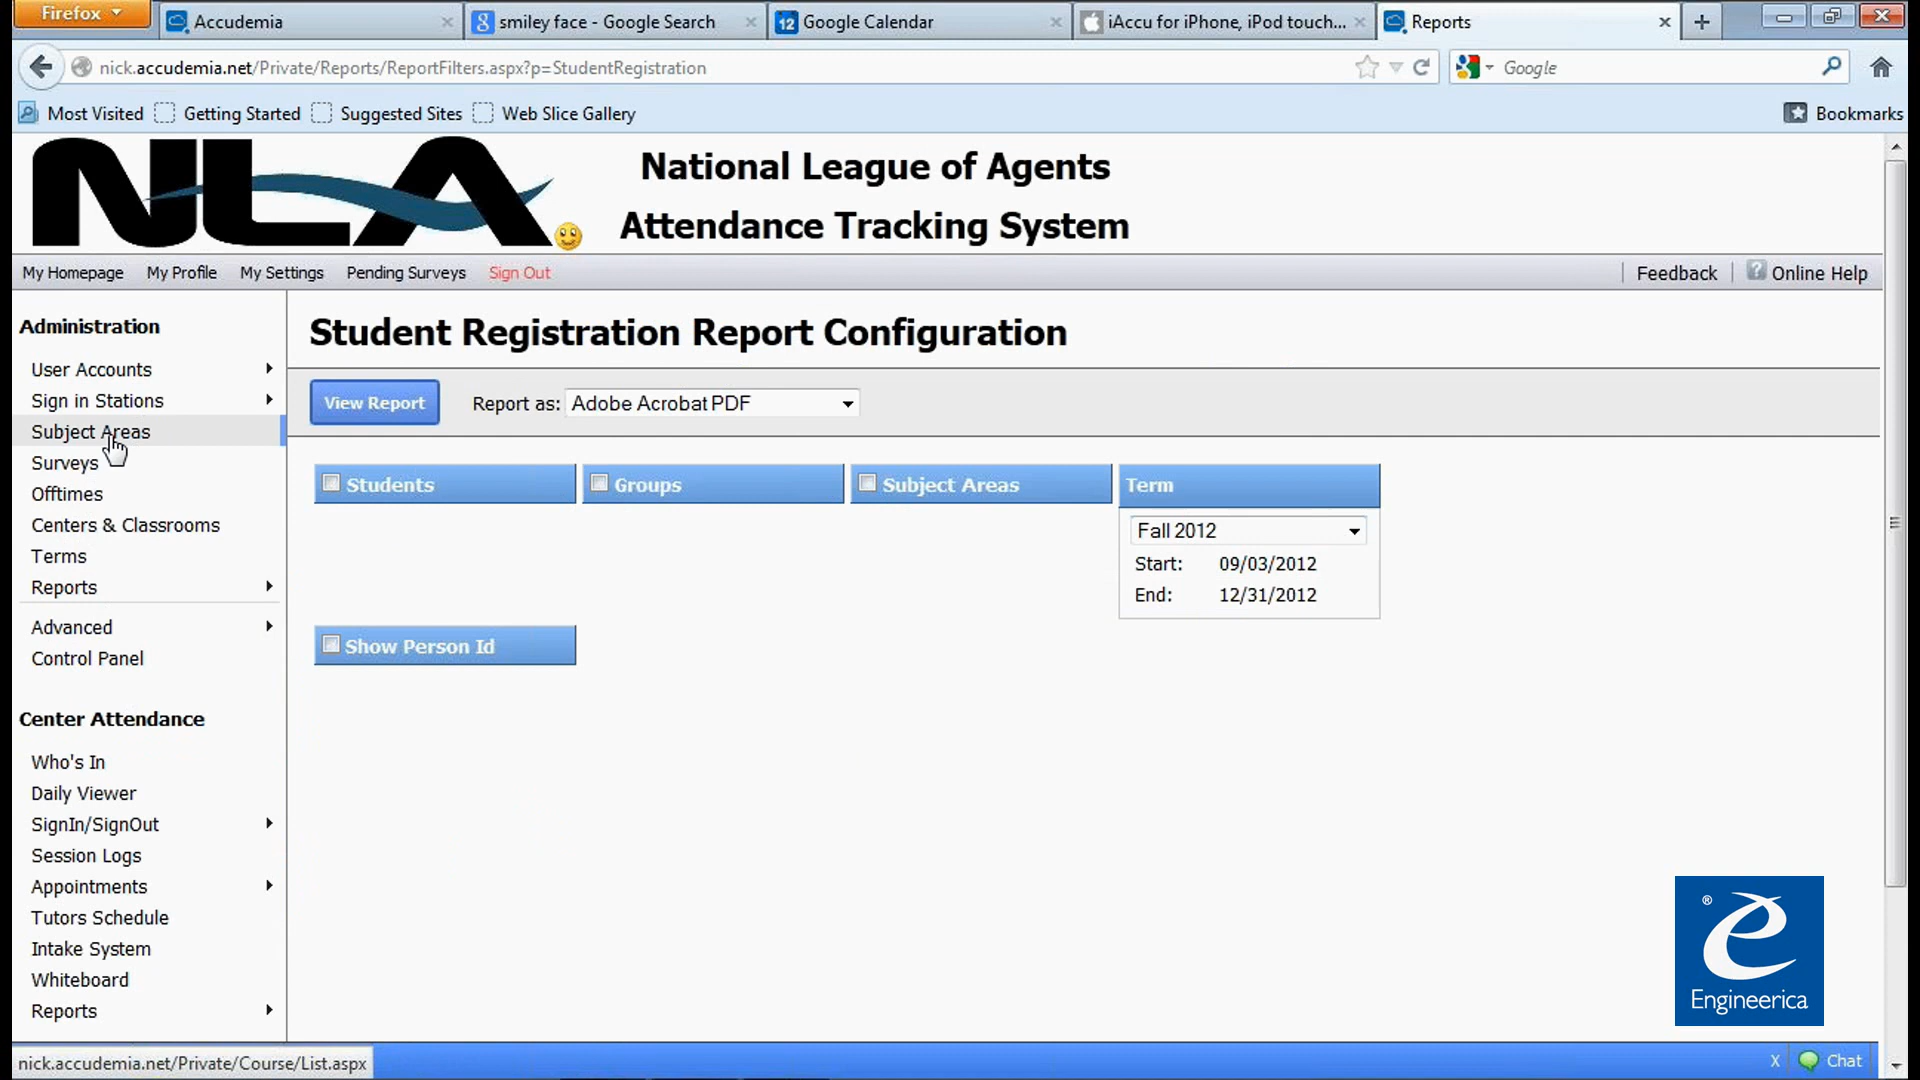 Firefox
Accudemia
smiley face - Google Search
12
Google Calendar
iAccu for iPhone, iPod touch...
Reports
nick.accudemia.net/Private/Reports/ReportFilters.aspx?p=StudentRegistration
Google
Most Visited
Getting Started
Suggested Sites
Web Slice Gallery
Bookmarks
NLA
National League of Agents
Attendance Tracking System
My Homepage
My Profile
My Settings
Pending Surveys
Sign Out
Feedback
Online Help
Administration
User Accounts
Sign in Stations
Subject Areas
Surveys
Offtimes
Centers & Classrooms
Terms
Reports
Advanced
Control Panel
Center Attendance
Who's In
Daily Viewer
SignIn/SignOut
Session Logs
Appointments
Tutors Schedule
Intake System
Whiteboard
Reports
Student Registration Report Configuration
View Report
Report as:
Adobe Acrobat PDF
Students
Groups
Subject Areas
Term
Fall 2012
Start: 09/03/2012
End: 12/31/2012
Show Person Id
® e
Engineerica
nick.accudemia.net/Private/Course/List.aspx
X
Chat